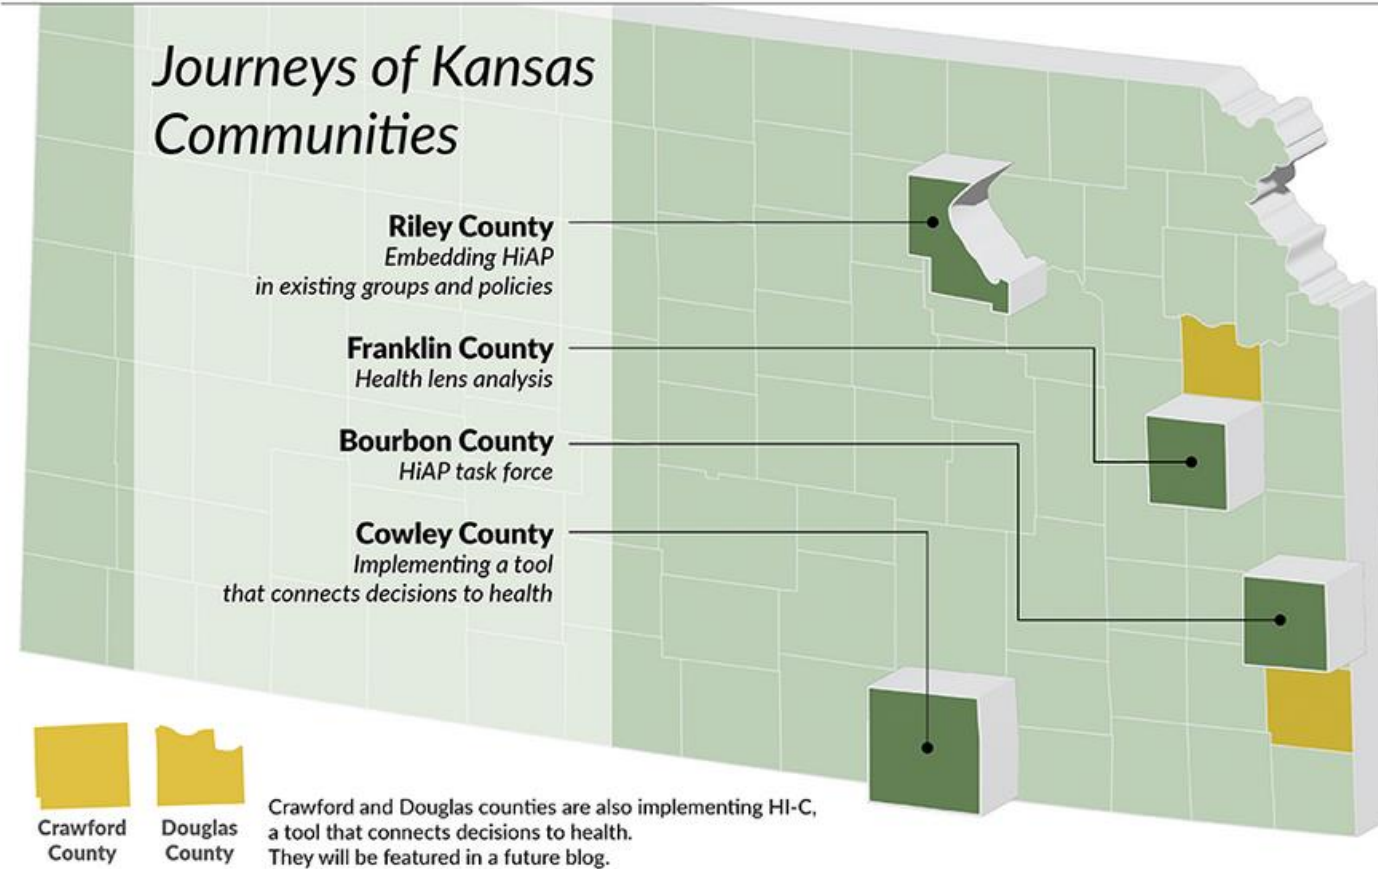 Journeys of Kansas
Communities
Riley County
Embedding HiAP
in existing groups and policies
Franklin County
Health lens analysis
Bourbon County
HiAP task force
Cowley County
Implementing a tool
that connects decisions to health
Crawford
County
Douglas
County
Crawford and Douglas counties are also implementing HI-C,
a tool that connects decisions to health.
They will be featured in a future blog.